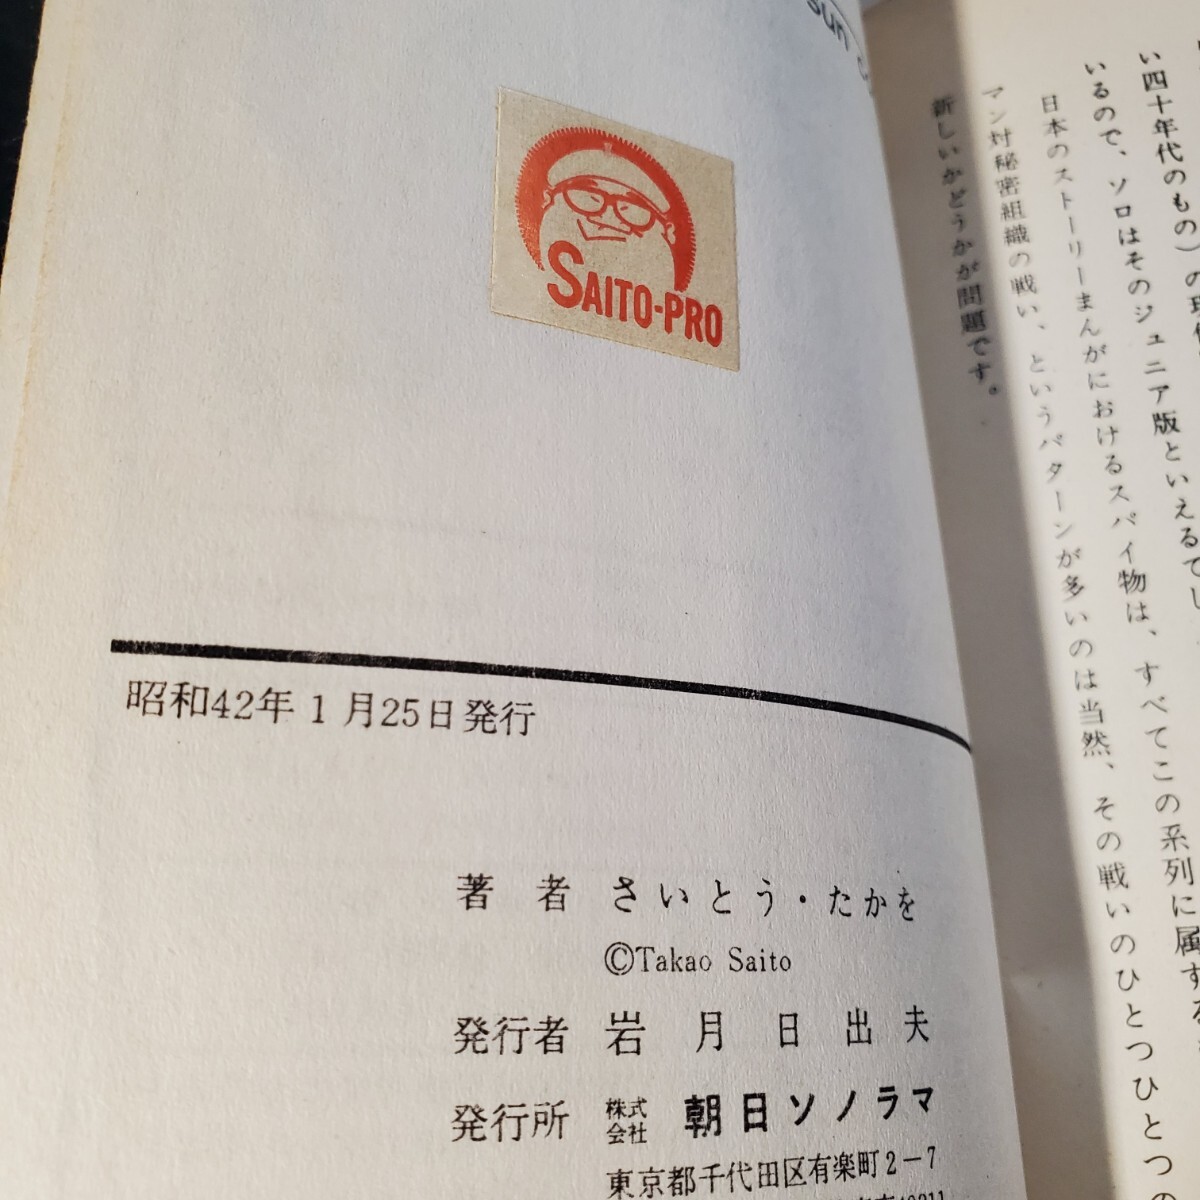 sun
SAITO-PRO
昭和42年1月25日発行
著者 さいとう・たかを
©Takao Saito
発行者 岩月日出夫
発行所 株式会社 朝日ソノラマ
東京都千代田区有楽町2-7
い四十年代のもの)の
いるので、ソロはそのジュニア版といえるでし
日本のストーリーまんがにおけるスパイ物は、すべてこの系列に属する
マン対秘密組織の戦い、というパターンが多いのは当然、その戦いのひとつひとつの
新しいかどうかが問題です。